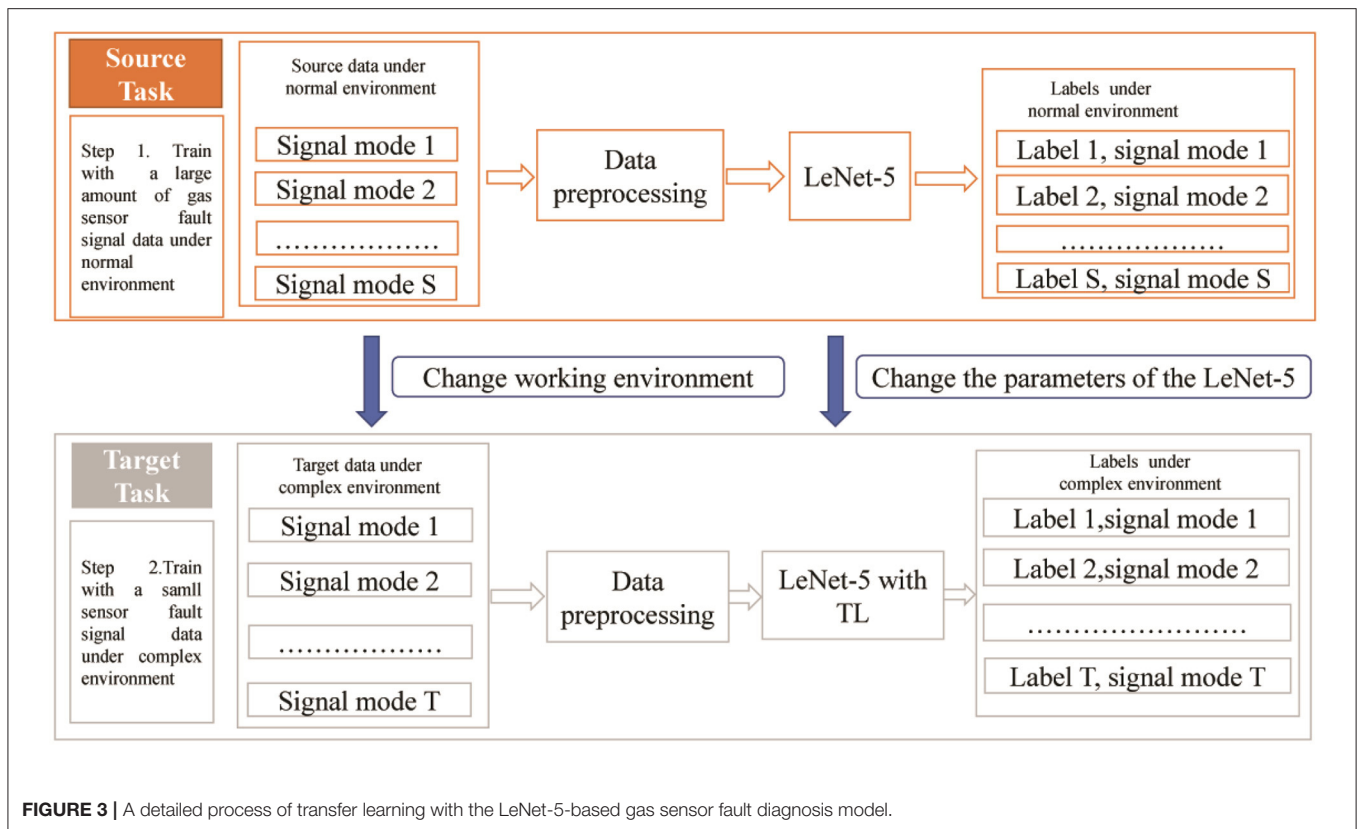 Source
Task
Step 1. Train
with a large
amount of gas
sensor fault
signal data under
normal
environment
Source data under
normal environment
Signal mode 1
Signal mode 2
………………
Signal mode S
Data
preprocessing
LeNet-5
Labels under
normal environment
Label 1, signal mode 1
Label 2, signal mode 2
………………
Label S, signal mode S
Change working environment
Change the parameters of the LeNet-5
Target
Task
Step 2.Train
with a samll
sensor fault
signal data
under complex
environment
Target data under
complex environment
Signal mode 1
Signal mode 2
………………
Signal mode T
Data
preprocessing
LeNet-5 with
TL
Labels under
complex environment
Label 1,signal mode 1
Label 2,signal mode 2
……………………
Label T, signal mode T
FIGURE 3 | A detailed process of transfer learning with the LeNet-5-based gas sensor fault diagnosis model.